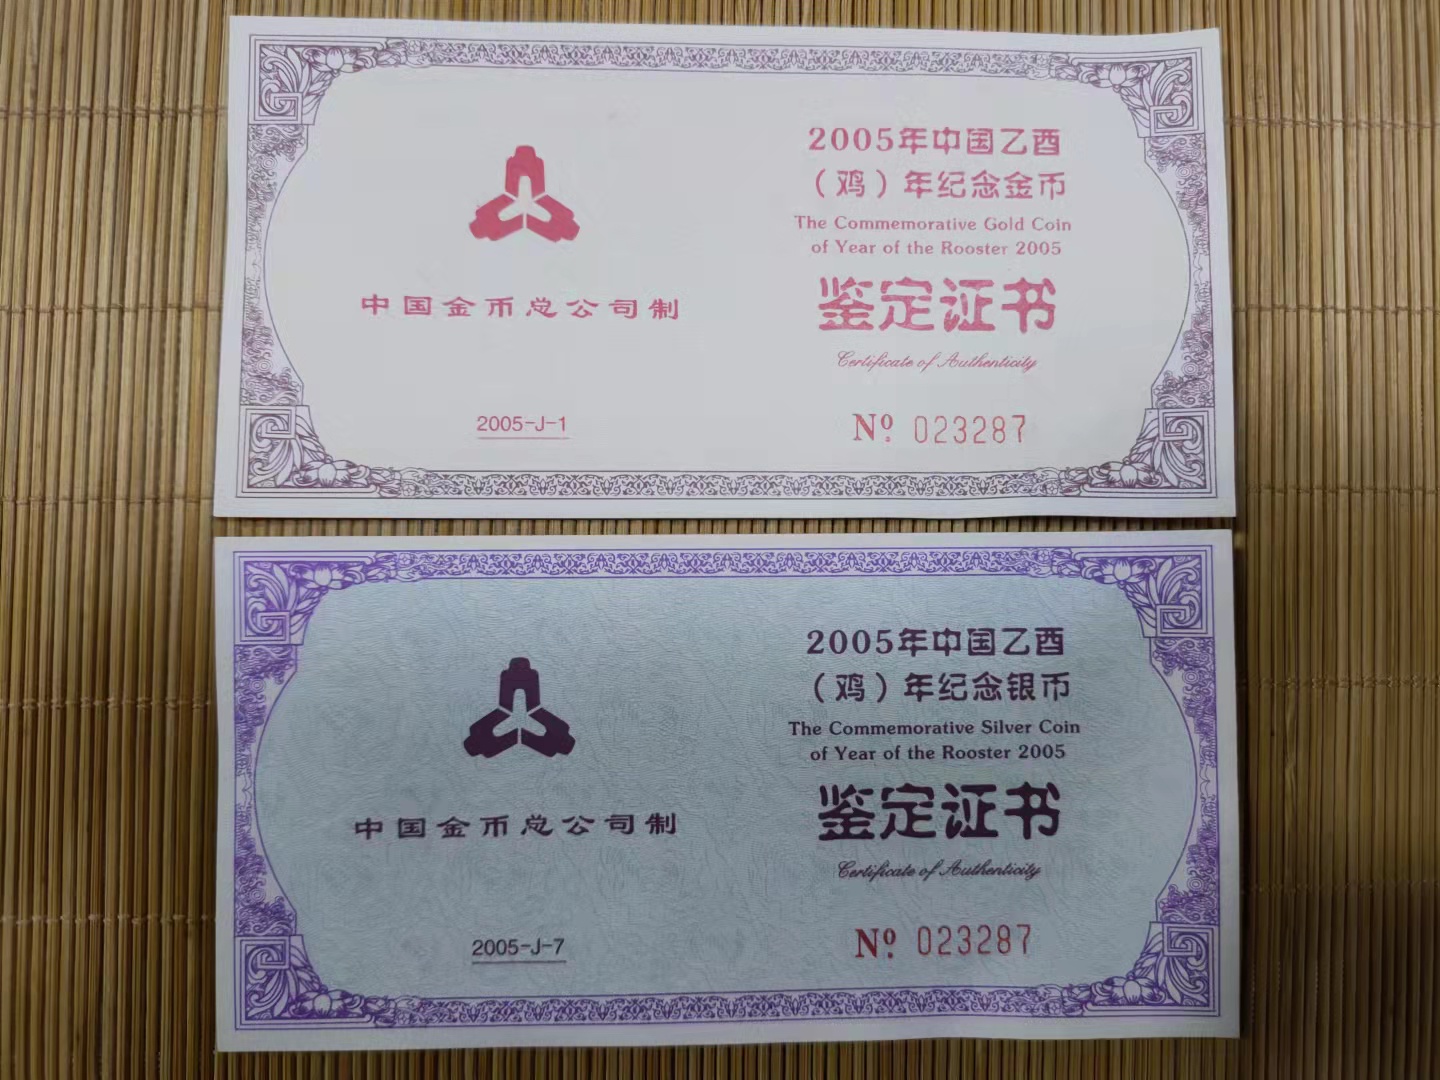 中国金币总公司制
2005-J-1
2005年中国乙酉
（鸡）年纪念金币
The Commemorative Gold Coin
of Year of the Rooster 2005
鉴定证书
Certificate of Authenticity
Nº 023287
中国金币总公司制
2005-J-7
2005年中国乙酉
（鸡）年纪念银币
The Commemorative Silver Coin
of Year of the Rooster 2005
鉴定证书
Certificate of Authenticity
Nº 023287